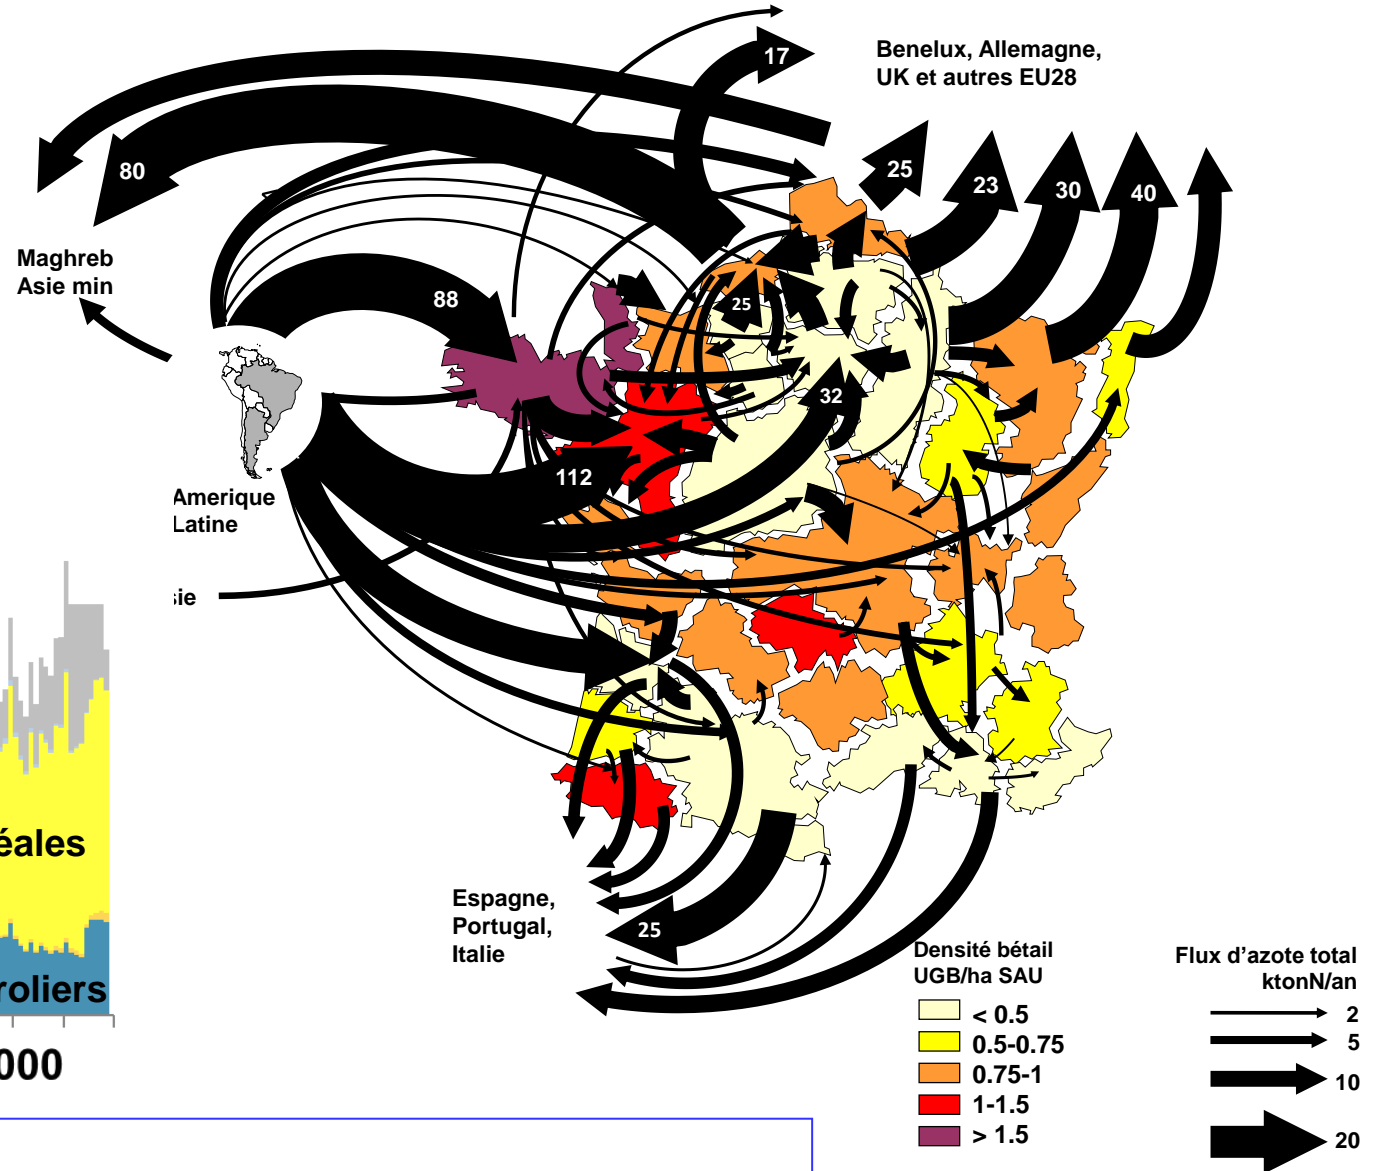 17
Benelux, Allemagne,
UK et autres EU28
80
25
23
30
40
Maghreb
Asie min
88
25
32
112
Amerique
Latine
sie
éales
roliers
000
Espagne,
Portugal,
Italie
25
Densité bétail
UGB/ha SAU
< 0.5
0.5-0.75
0.75-1
1-1.5
> 1.5
Flux d’azote total
ktonN/an
2
5
10
20